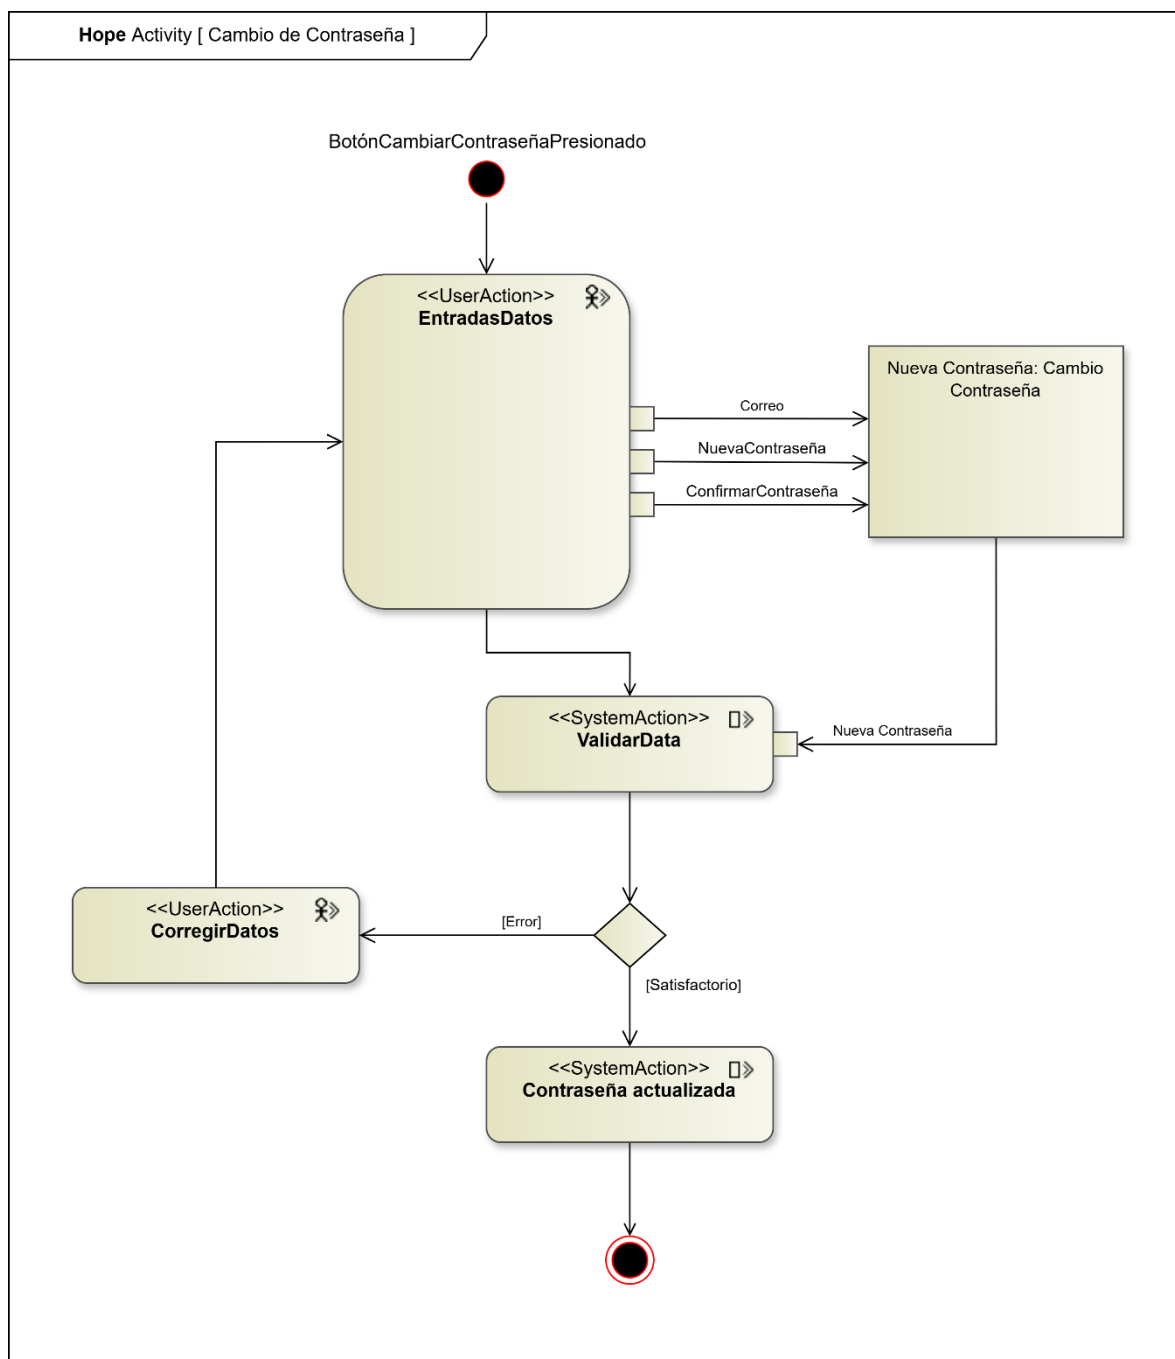 Hope Activity [ Cambio de Contraseña ]
BotónCambiarContraseñaPresionado
<<UserAction>>
EntradasDatos
Nueva Contraseña: Cambio
Contraseña
Correo
NuevaContraseña
ConfirmarContraseña
<<SystemAction>>
ValidarData
Nueva Contraseña
<<UserAction>>
CorregirDatos
[Error]
[Satisfactorio]
<<SystemAction>>
Contraseña actualizada